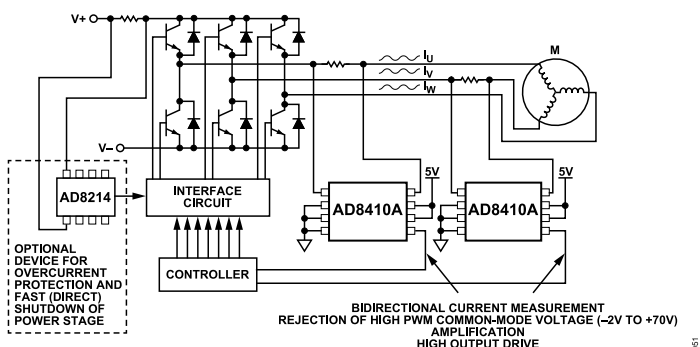 V+
M
I_U
I_V
I_W
V–
5V
5V
AD8214
INTERFACE
CIRCUIT
AD8410A
AD8410A
OPTIONAL
DEVICE FOR
OVERCURRENT
PROTECTION AND
FAST (DIRECT)
SHUTDOWN OF
POWER STAGE
CONTROLLER
BIDIRECTIONAL CURRENT MEASUREMENT
REJECTION OF HIGH PWM COMMON-MODE VOLTAGE (–2V TO +70V)
AMPLIFICATION
HIGH OUTPUT DRIVE